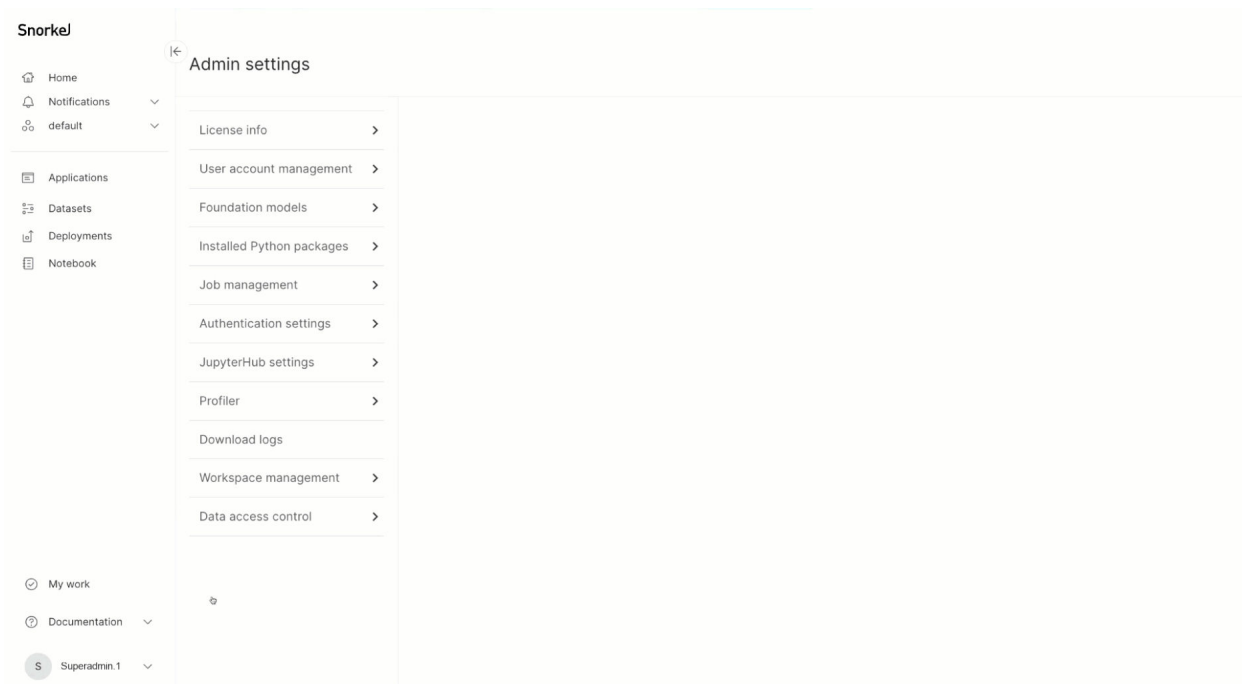 Snorkel
Home
Notifications
default
Applications
Datasets
Deployments
Notebook
My work
Documentation
S
Superadmin.1
Admin settings
License info
User account management
Foundation models
Installed Python packages
Job management
Authentication settings
JupyterHub settings
Profiler
Download logs
Workspace management
Data access control